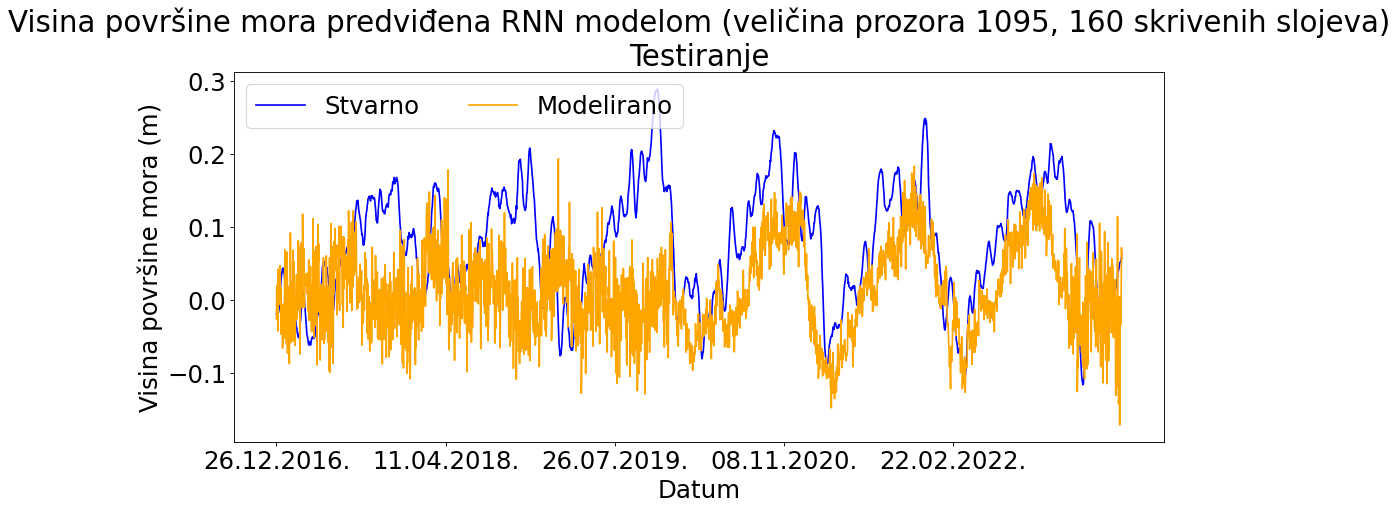 Visina površine mora predviđena RNN modelom (veličina prozora 1095, 160 skrivenih slojeva)
Testiranje
Stvarno Modelirano
Visina površine mora (m)
0.3
0.2
0.1
0.0
−0.1
26.12.2016. 11.04.2018. 26.07.2019. 08.11.2020. 22.02.2022.
Datum